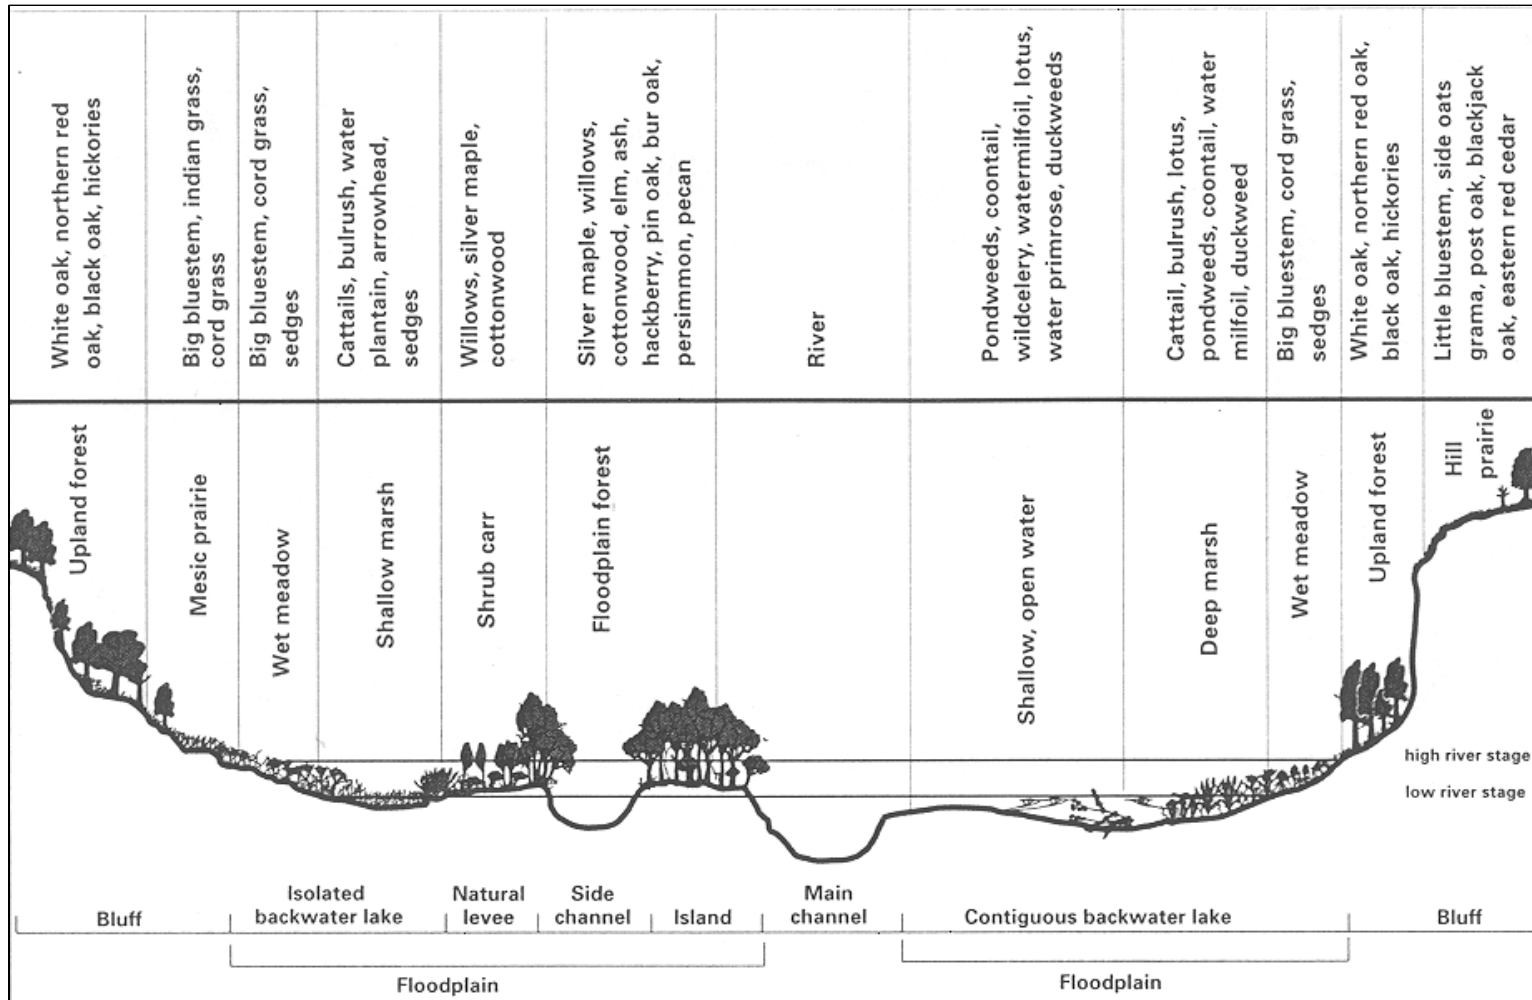 White oak, northern red
oak, black oak, hickories
Big bluestem, indian grass,
cord grass
Big bluestem, cord grass,
sedges
Cattails, bulrush, water
plantain, arrowhead,
sedges
Willows, silver maple,
cottonwood
Silver maple, willows,
cottonwood, elm, ash,
hackberry, pin oak, bur oak,
persimmon, pecan
River
Pondweeds, coontail,
wildcelery, watermilfoil, lotus,
water primrose, duckweeds
Cattail, bulrush, lotus,
pondweeds, coontail, water
milfoil, duckweed
Big bluestem, cord grass,
sedges
White oak, northern red oak,
black oak, hickories
Little bluestem, side oats
grama, post oak, blackjack
oak, eastern red cedar
Upland forest
Mesic prairie
Wet meadow
Shallow marsh
Shrub carr
Floodplain forest
Shallow, open water
Deep marsh
Wet meadow
Upland forest
Hill
prairie
high river stage
low river stage
Bluff
Isolated
backwater lake
Natural
levee
Side
channel
Island
Main
channel
Contiguous backwater lake
Bluff
Floodplain
Floodplain